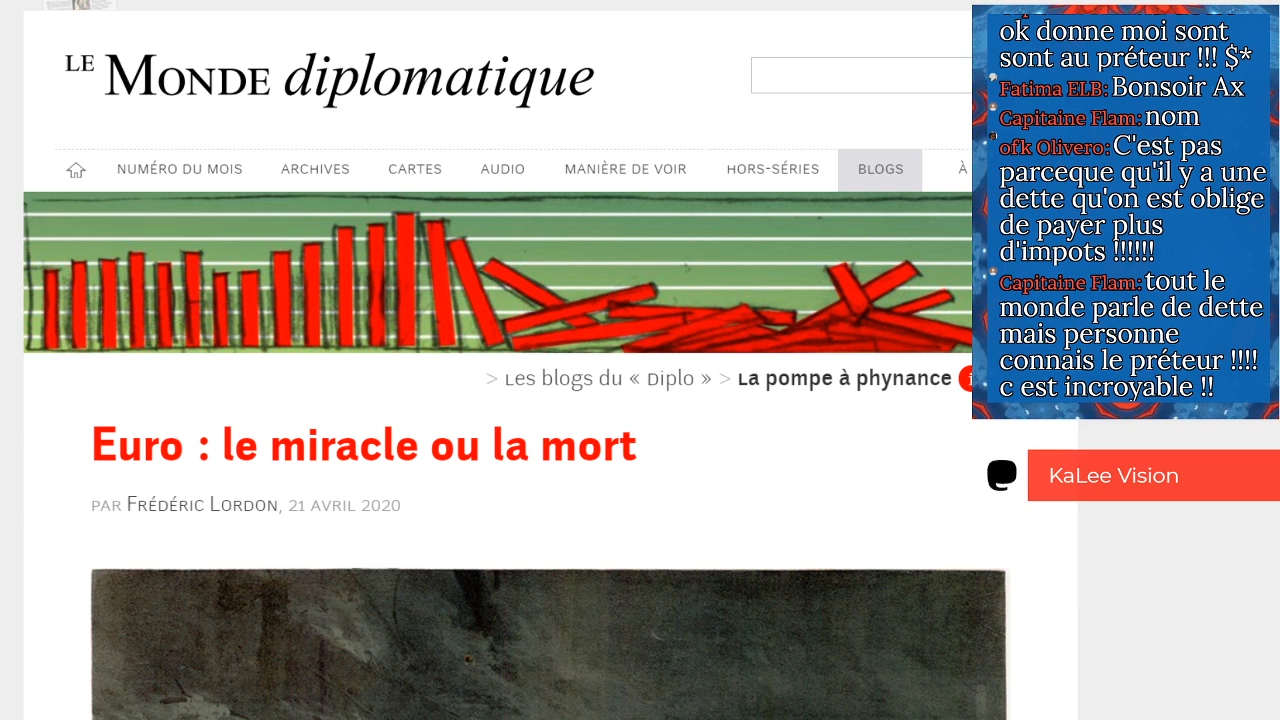 LE MONDE diplomatique
NUMÉRO DU MOIS ARCHIVES CARTES AUDIO MANIÈRE DE VOIR HORS-SÉRIES BLOGS À
> Les blogs du « Diplo » > La pompe à phynance i
Euro : le miracle ou la mort
PAR FRÉDÉRIC LORDON, 21 AVRIL 2020
ok donne moi sont
sont au préteur !!! $*
Fatima ELB: Bonsoir Ax
Capitaine Flam: nom
ofk Olivero: C'est pas
parceque qu'il y a une
dette qu'on est oblige
de payer plus
d'impots !!!!!!
Capitaine Flam: tout le
monde parle de dette
mais personne
connais le préteur !!!!
c est incroyable !!
KaLee Vision